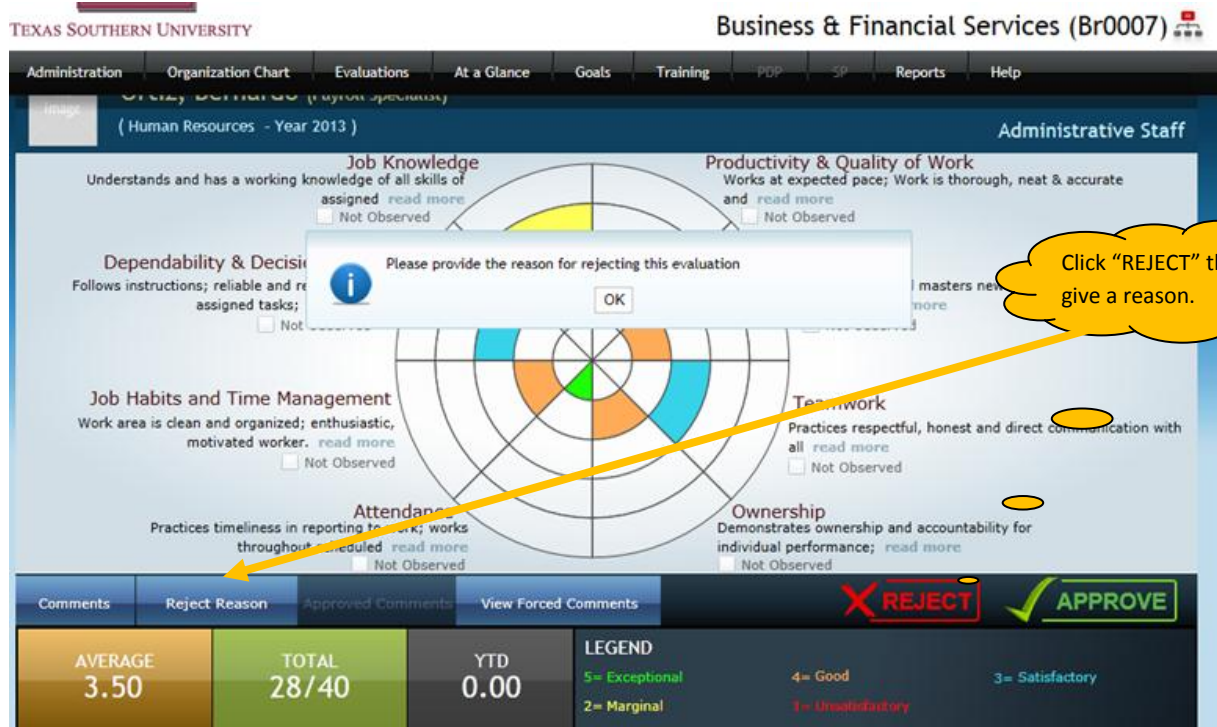 TEXAS SOUTHERN UNIVERSITY
Business & Financial Services (Br0007)
Administration Organization Chart Evaluations At a Glance Goals Training PDP SP Reports Help
image
Ortiz, Bernardo (Payroll Specialist)
( Human Resources - Year 2013 )
Administrative Staff
Job Knowledge
Understands and has a working knowledge of all skills of
assigned read more
Not Observed
Productivity & Quality of Work
Works at expected pace; Work is thorough, neat & accurate
and read more
Not Observed
Please provide the reason for rejecting this evaluation
OK
Dependability & Decisi
Follows instructions; reliable and re
assigned tasks;
Not Observed
masters new
more
Not Observed
Click “REJECT” th
give a reason.
Job Habits and Time Management
Work area is clean and organized; enthusiastic,
motivated worker. read more
Not Observed
Teamwork
Practices respectful, honest and direct communication with
all read more
Not Observed
Attendance
Practices timeliness in reporting to work; works
throughout scheduled read more
Not Observed
Ownership
Demonstrates ownership and accountability for
individual performance; read more
Not Observed
Comments Reject Reason Approved Comments View Forced Comments
REJECT APPROVE
AVERAGE
3.50
TOTAL
28/40
YTD
0.00
LEGEND
5= Exceptional 4= Good 3= Satisfactory
2= Marginal 1= Unsatisfactory